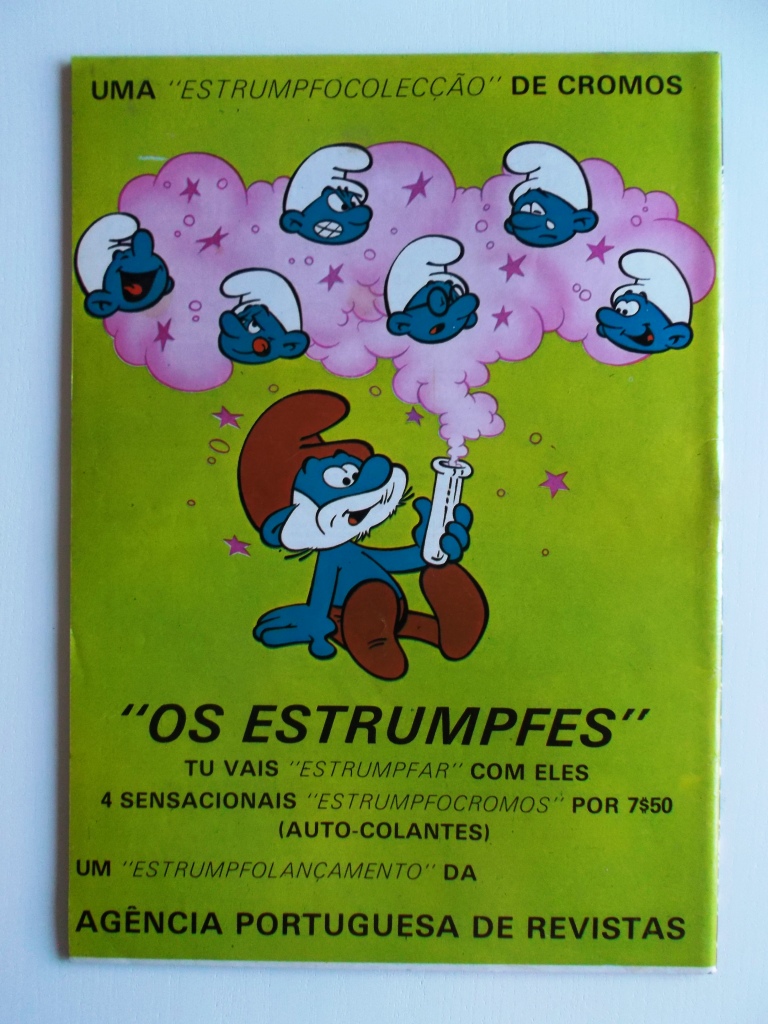 UMA "ESTRUMPFOCOLECÇÃO" DE CROMOS
"OS ESTRUMPFES"
TU VAIS "ESTRUMPFAR" COM ELES
4 SENSACIONAIS "ESTRUMPFOCROMOS" POR 7$50
(AUTO-COLANTES)
UM "ESTRUMPFOLANÇAMENTO" DA
AGÊNCIA PORTUGUESA DE REVISTAS